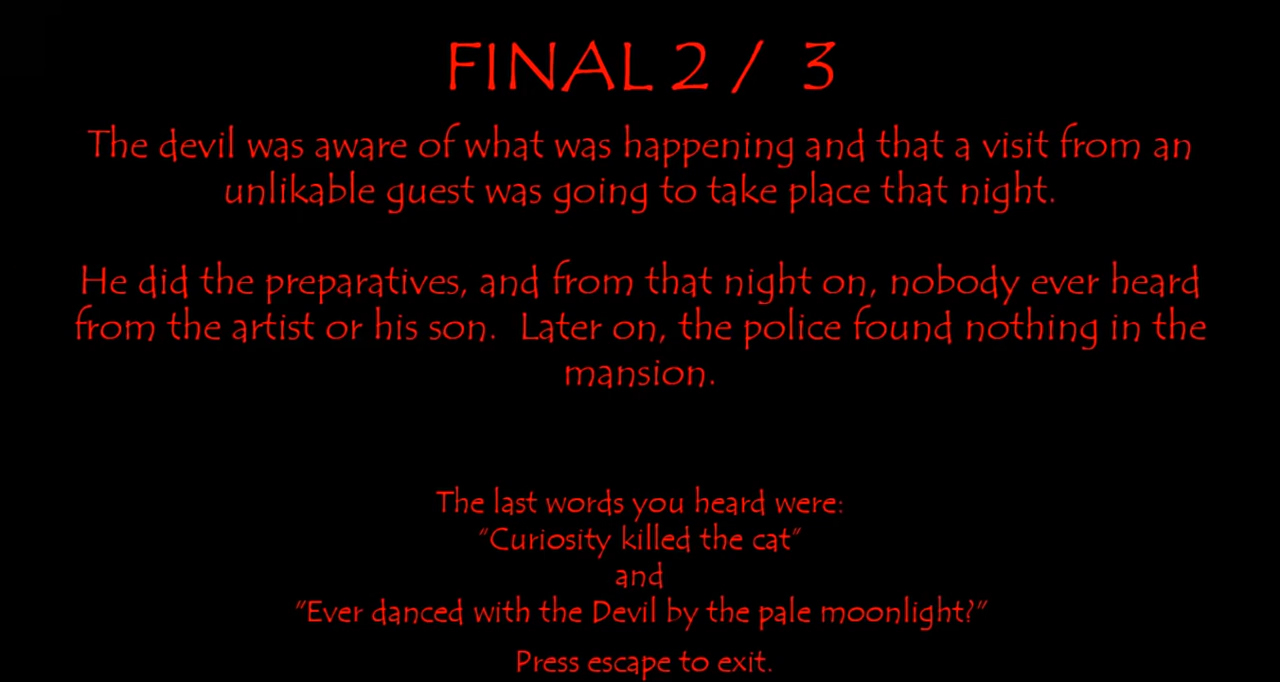 FINAL 2 / 3
The devil was aware of what was happening and that a visit from an
unlikable guest was going to take place that night.
He did the preparatives, and from that night on, nobody ever heard
from the artist or his son. Later on, the police found nothing in the
mansion.
The last words you heard were:
"Curiosity killed the cat"
and
"Ever danced with the Devil by the pale moonlight?"
Press escape to exit.